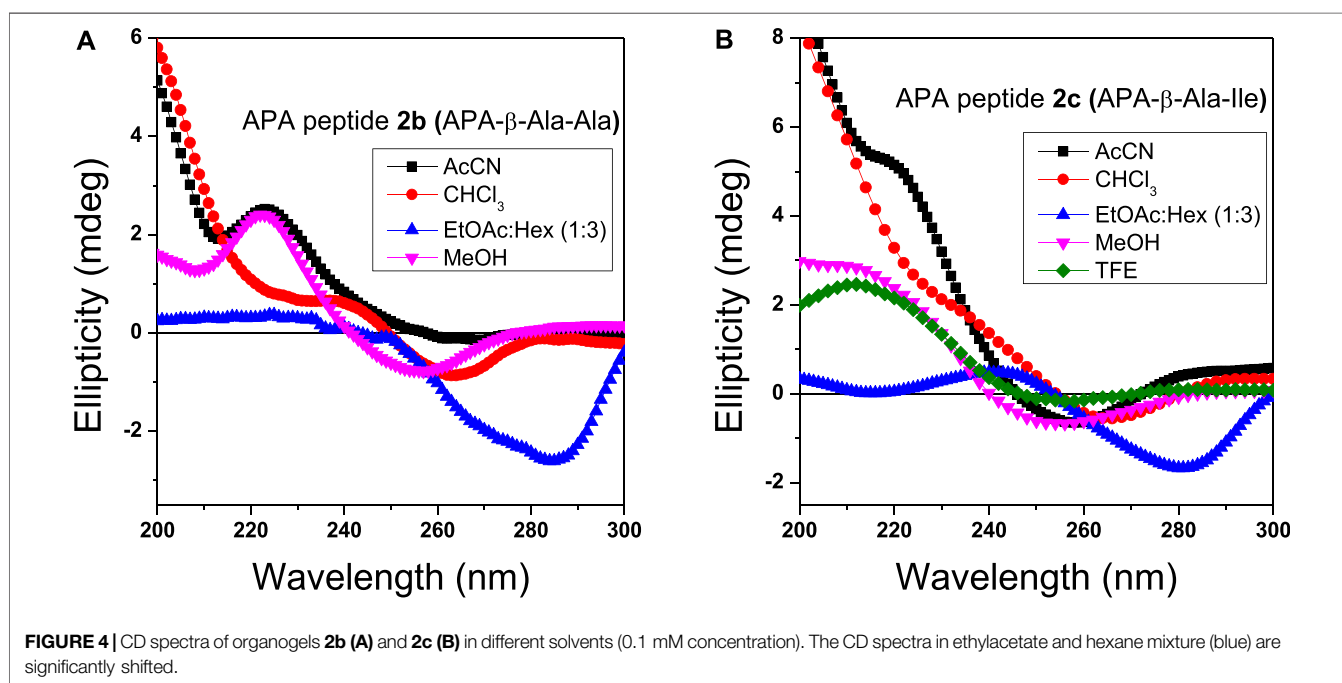 A
APA peptide 2b (APA-β-Ala-Ala)
AcCN
CHCl3
EtOAc:Hex (1:3)
MeOH
Ellipticity (mdeg)
6
4
2
0
-2
200 220 240 260 280 300
Wavelength (nm)
B
APA peptide 2c (APA-β-Ala-Ile)
AcCN
CHCl3
EtOAc:Hex (1:3)
MeOH
TFE
Ellipticity (mdeg)
8
6
4
2
0
-2
200 220 240 260 280 300
Wavelength (nm)
FIGURE 4 | CD spectra of organogels 2b (A) and 2c (B) in different solvents (0.1 mM concentration). The CD spectra in ethylacetate and hexane mixture (blue) are
significantly shifted.